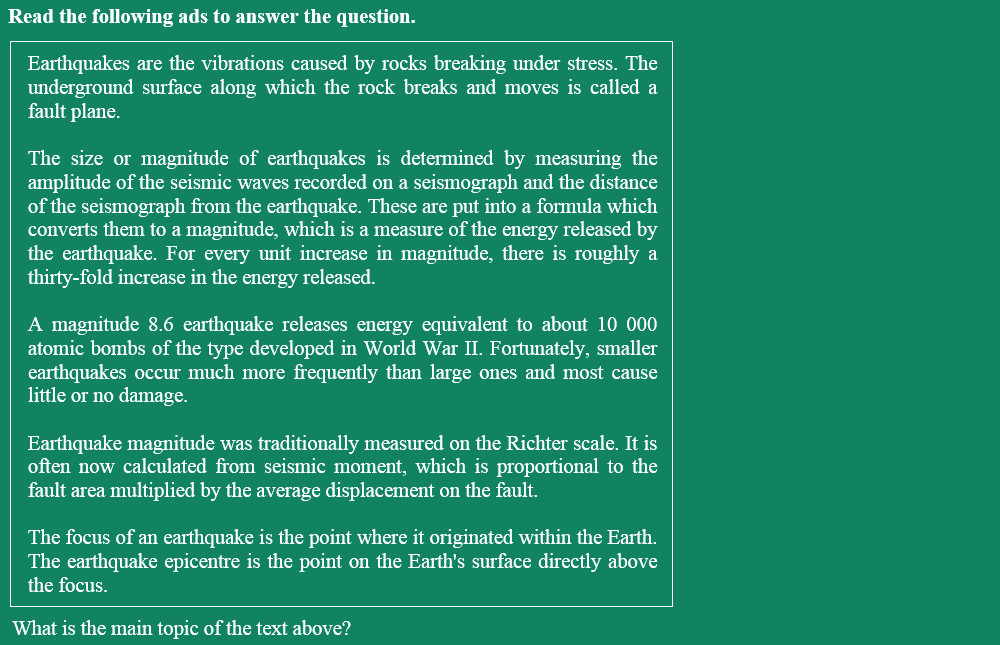 Read the following ads to answer the question.
Earthquakes are the vibrations caused by rocks breaking under stress. The
underground surface along which the rock breaks and moves is called a
fault plane.
The size or magnitude of earthquakes is determined by measuring the
amplitude of the seismic waves recorded on a seismograph and the distance
of the seismograph from the earthquake. These are put into a formula which
converts them to a magnitude, which is a measure of the energy released by
the earthquake. For every unit increase in magnitude, there is roughly a
thirty-fold increase in the energy released.
A magnitude 8.6 earthquake releases energy equivalent to about 10 000
atomic bombs of the type developed in World War II. Fortunately, smaller
earthquakes occur much more frequently than large ones and most cause
little or no damage.
Earthquake magnitude was traditionally measured on the Richter scale. It is
often now calculated from seismic moment, which is proportional to the
fault area multiplied by the average displacement on the fault.
The focus of an earthquake is the point where it originated within the Earth.
The earthquake epicentre is the point on the Earth's surface directly above
the focus.
What is the main topic of the text above?